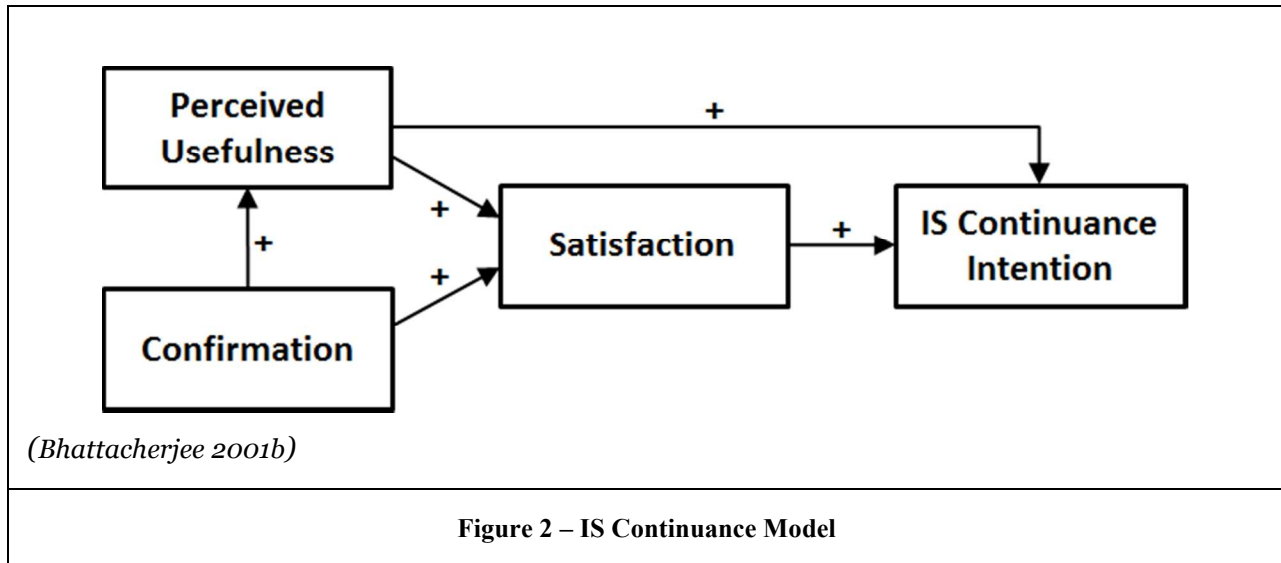 Perceived
Usefulness
+
+
+
Satisfaction
+
IS Continuance
Intention
+
Confirmation
(Bhattacherjee 2001b)
Figure 2 – IS Continuance Model